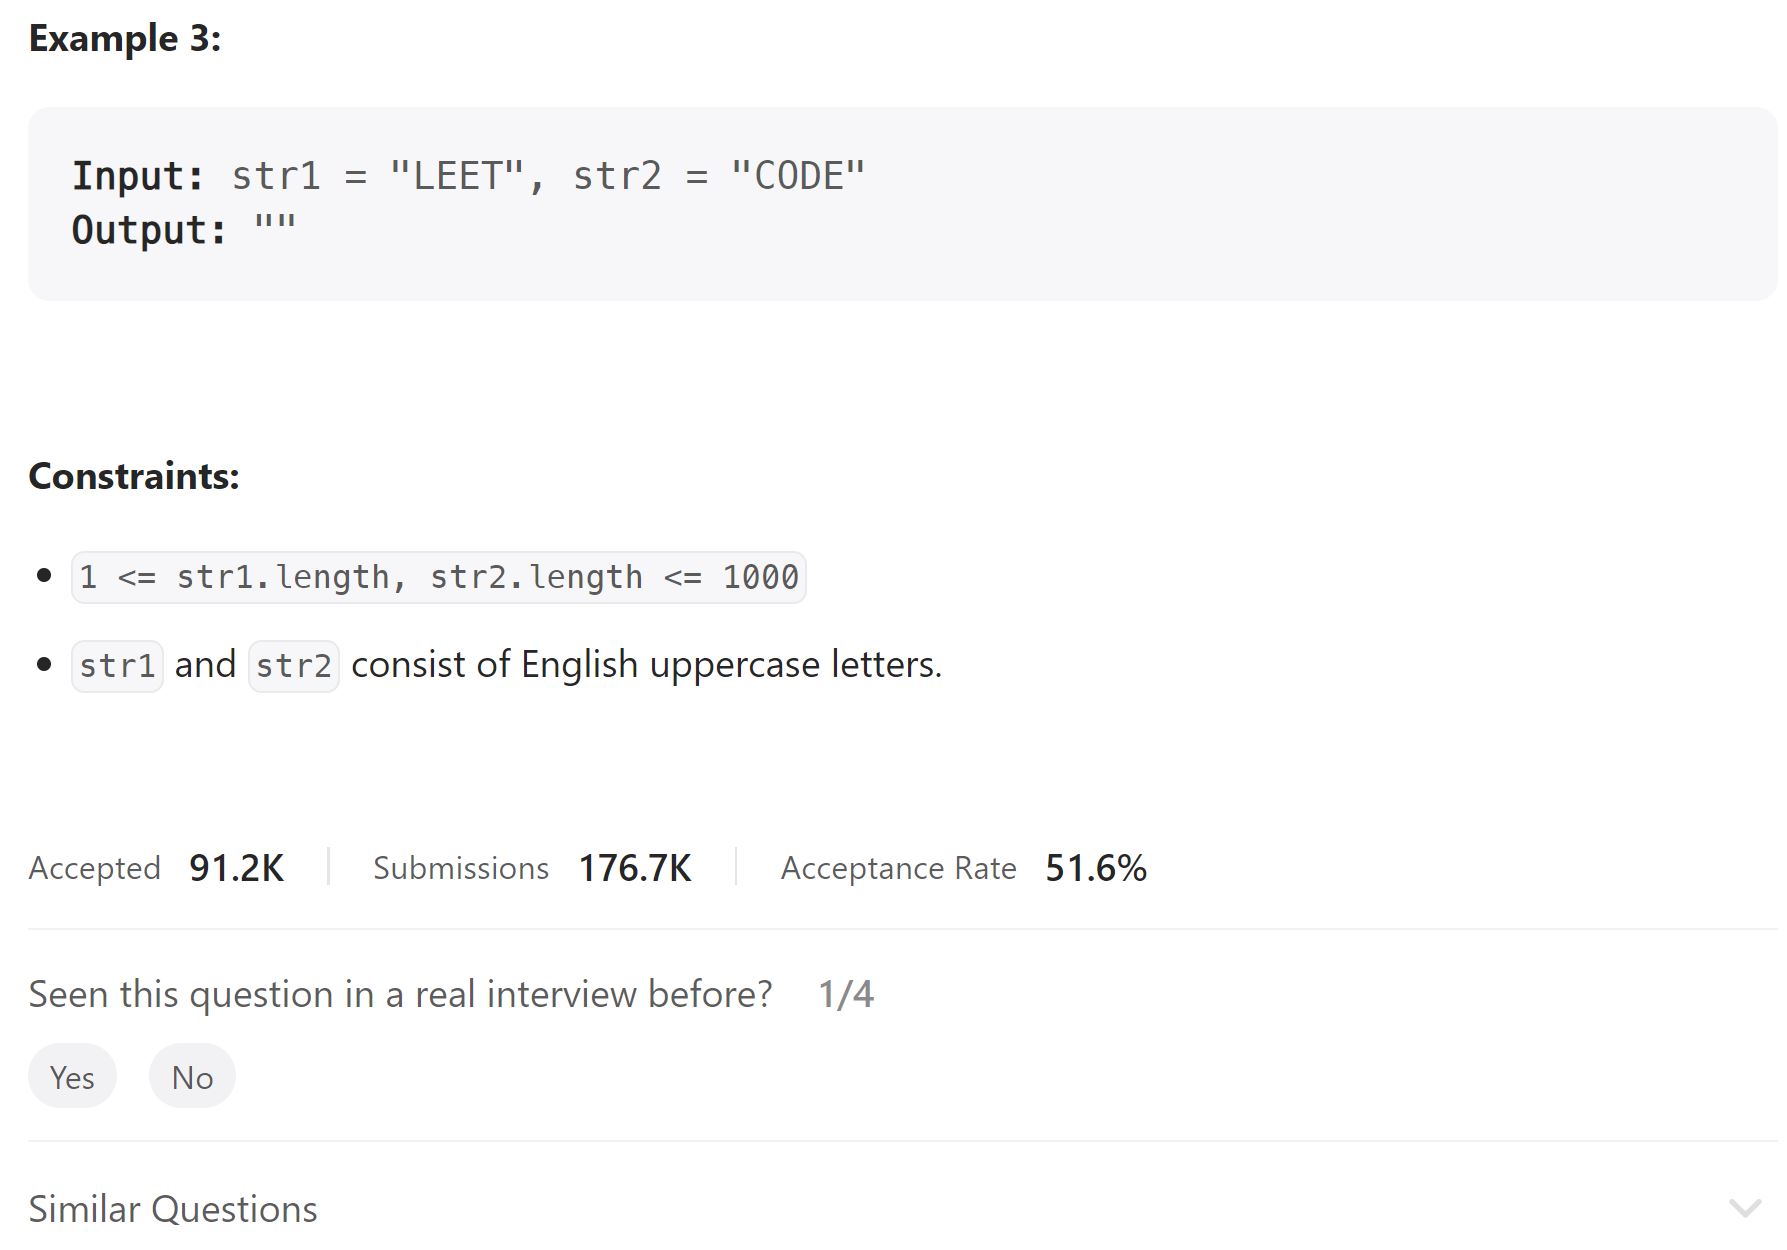 Example 3:
Input: str1 = "LEET", str2 = "CODE"
Output: ""
Constraints:
1 <= str1.length, str2.length <= 1000
str1 and str2 consist of English uppercase letters.
Accepted 91.2K Submissions 176.7K Acceptance Rate 51.6%
Seen this question in a real interview before? 1/4
Yes No
Similar Questions